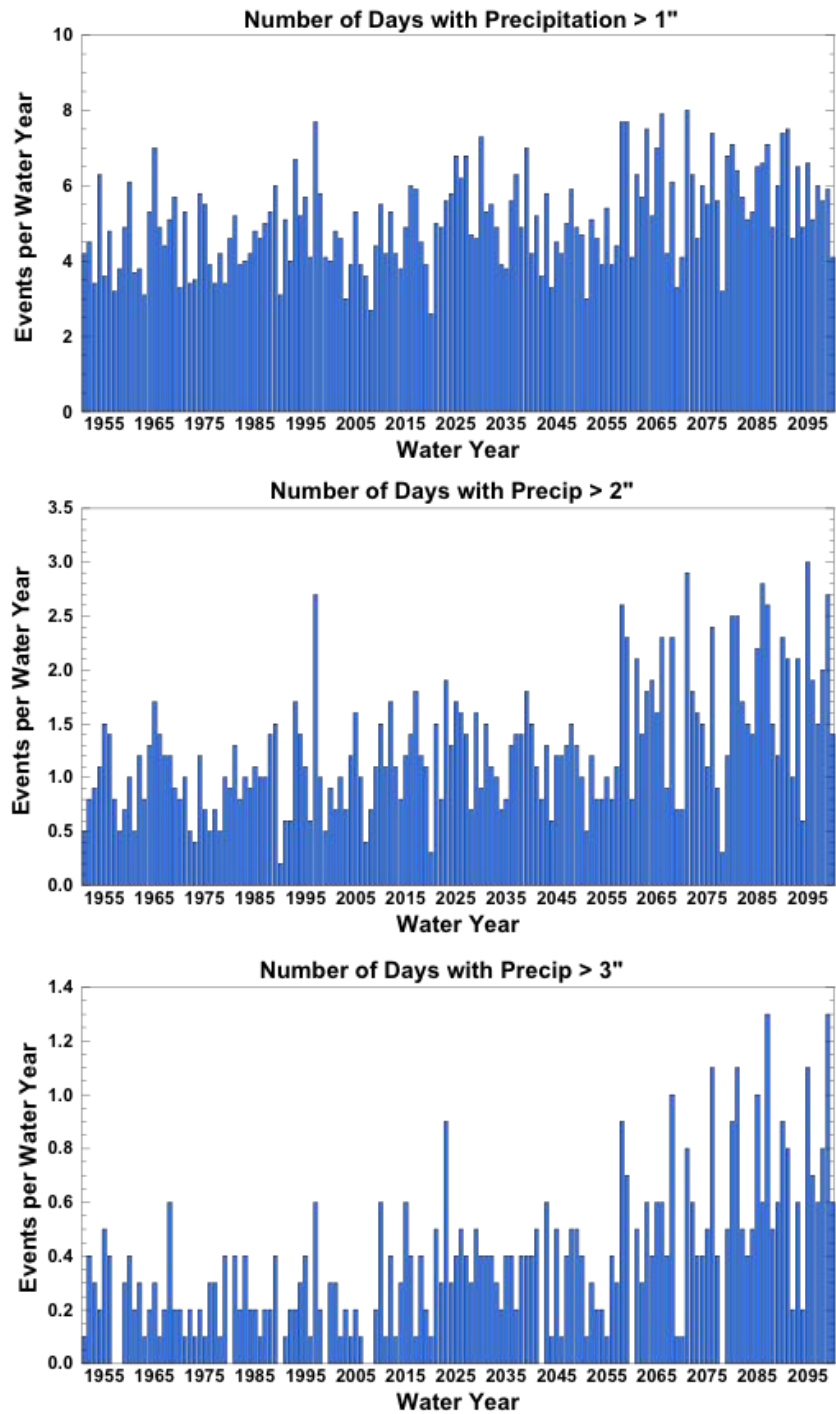 Number of Days with Precipitation > 1"
10
8
6
4
2
0
Events per Water Year
1955 1965 1975 1985 1995 2005 2015 2025 2035 2045 2055 2065 2075 2085 2095
Water Year
Number of Days with Precip > 2"
3.5
3.0
2.5
2.0
1.5
1.0
0.5
0.0
Events per Water Year
1955 1965 1975 1985 1995 2005 2015 2025 2035 2045 2055 2065 2075 2085 2095
Water Year
Number of Days with Precip > 3"
1.4
1.2
1.0
0.8
0.6
0.4
0.2
0.0
Events per Water Year
1955 1965 1975 1985 1995 2005 2015 2025 2035 2045 2055 2065 2075 2085 2095
Water Year